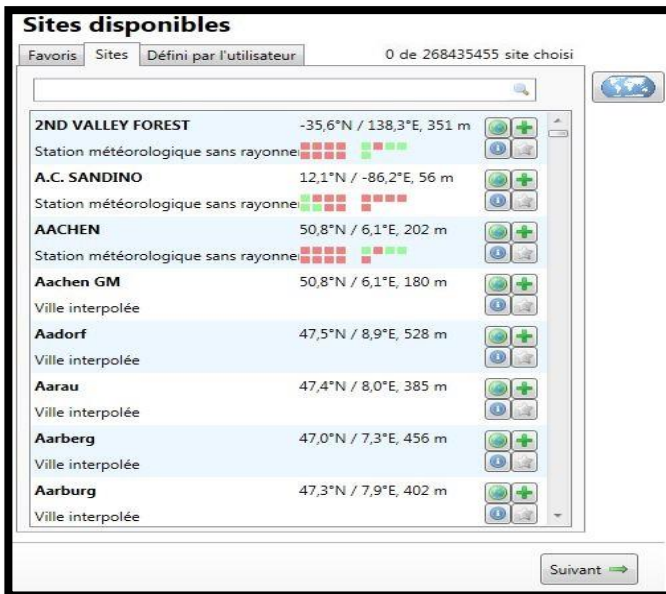 Sites disponibles
Favoris Sites Défini par l'utilisateur 0 de 268435455 site choisi
2ND VALLEY FOREST -35,6°N / 138,3°E, 351 m
Station météorologique sans rayonne
A.C. SANDINO 12,1°N / -86,2°E, 56 m
Station météorologique sans rayonne
AACHEN 50,8°N / 6,1°E, 202 m
Station météorologique sans rayonne
Aachen GM 50,8°N / 6,1°E, 180 m
Ville interpolée
Aadorf 47,5°N / 8,9°E, 528 m
Ville interpolée
Aarau 47,4°N / 8,0°E, 385 m
Ville interpolée
Aarberg 47,0°N / 7,3°E, 456 m
Ville interpolée
Aarburg 47,3°N / 7,9°E, 402 m
Ville interpolée
Suivant